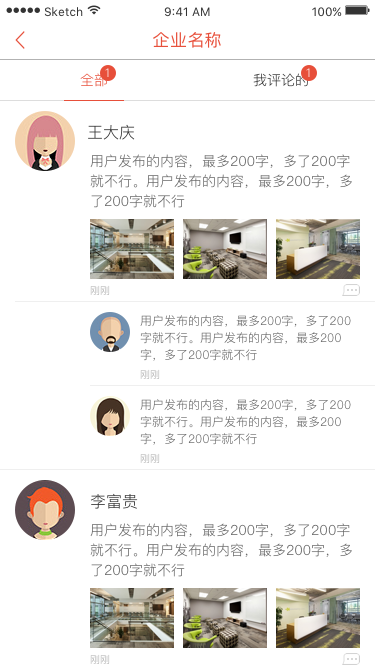 ●●●●● Sketch 9:41 AM 100%
企业名称
全部 1 我评论的 1
王大庆
用户发布的内容，最多200字，多了200字
就不行。用户发布的内容，最多200字，多
了200字就不行
刚刚
用户发布的内容，最多200字，多了200
字就不行。用户发布的内容，最多200
字，多了200字就不行
刚刚
用户发布的内容，最多200字，多了200
字就不行。用户发布的内容，最多200
字，多了200字就不行
刚刚
李富贵
用户发布的内容，最多200字，多了200字
就不行。用户发布的内容，最多200字，多
了200字就不行
刚刚